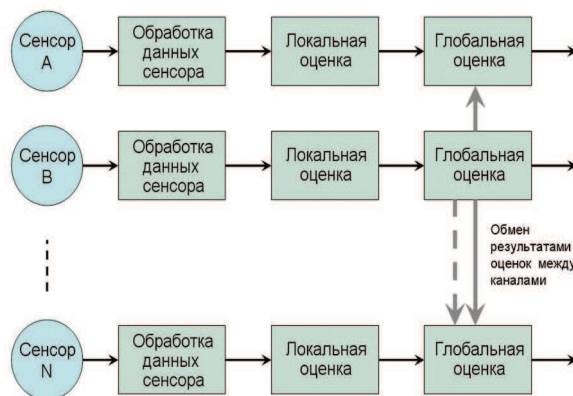 Сенсор
A
Обработка
данных
сенсора
Локальная
оценка
Глобальная
оценка
Сенсор
B
Обработка
данных
сенсора
Локальная
оценка
Глобальная
оценка
Обмен
результатами
оценок между
каналами
Сенсор
N
Обработка
данных
сенсора
Локальная
оценка
Глобальная
оценка